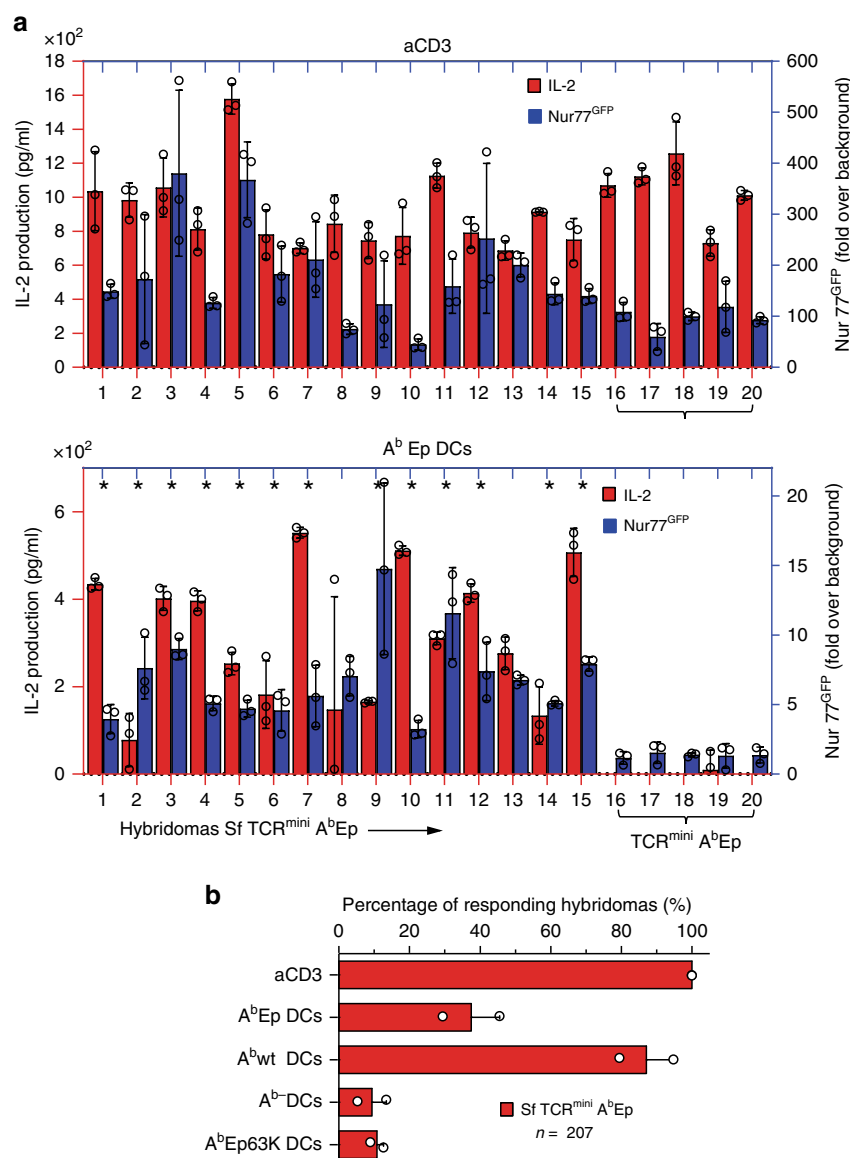 a
aCD3
×10²
IL-2
Nur77ᴳꟳᴾ
IL-2 production (pg/ml)
18
16
14
12
10
8
6
4
2
0
600
500
400
300
200
100
0
Nur 77ᴳꟳᴾ (fold over background)
1 2 3 4 5 6 7 8 9 10 11 12 13 14 15 16 17 18 19 20
Aᵇ Ep DCs
×10²
* * * * * * * * * * * * *
IL-2
Nur77ᴳꟳᴾ
IL-2 production (pg/ml)
6
4
2
0
20
15
10
5
0
Nur 77ᴳꟳᴾ (fold over background)
1 2 3 4 5 6 7 8 9 10 11 12 13 14 15 16 17 18 19 20
Hybridomas Sf TCRᵐⁱⁿⁱ AᵇEp →
TCRᵐⁱⁿⁱ AᵇEp
b
Percentage of responding hybridomas (%)
0 20 40 60 80 100
aCD3
AᵇEp DCs
Aᵇwt DCs
Aᵇ⁻DCs
AᵇEp63K DCs
Sf TCRᵐⁱⁿⁱ AᵇEp
n = 207